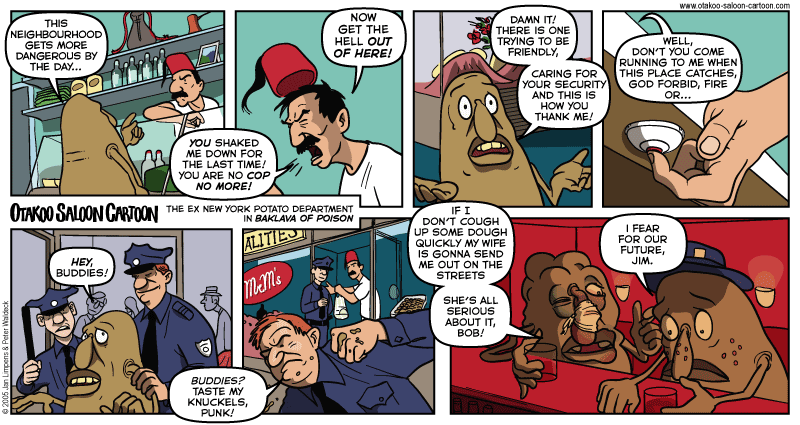 www.otakoo-saloon-cartoon.com
THIS
NEIGHBOURHOOD
GETS MORE
DANGEROUS BY
THE DAY...
YOU SHAKED
ME DOWN FOR
THE LAST TIME!
YOU ARE NO COP
NO MORE!
NOW
GET THE
HELL OUT
OF HERE!
DAMN IT!
THERE IS ONE
TRYING TO BE
FRIENDLY,
CARING FOR
YOUR SECURITY
AND THIS IS
HOW YOU
THANK ME!
WELL,
DON'T YOU COME
RUNNING TO ME WHEN
THIS PLACE CATCHES,
GOD FORBID, FIRE
OR...
OTAKOO SALOON CARTOON
THE EX NEW YORK POTATO DEPARTMENT
IN BAKLAVA OF POISON
HEY,
BUDDIES!
ALITIES
M&M's
BUDDIES?
TASTE MY
KNUCKELS,
PUNK!
IF I
DON'T COUGH
UP SOME DOUGH
QUICKLY MY WIFE
IS GONNA SEND
ME OUT ON THE
STREETS
SHE'S ALL
SERIOUS
ABOUT IT,
BOB!
I FEAR
FOR OUR
FUTURE,
JIM.
© 2005 Jan Limpens & Peter Waldeck